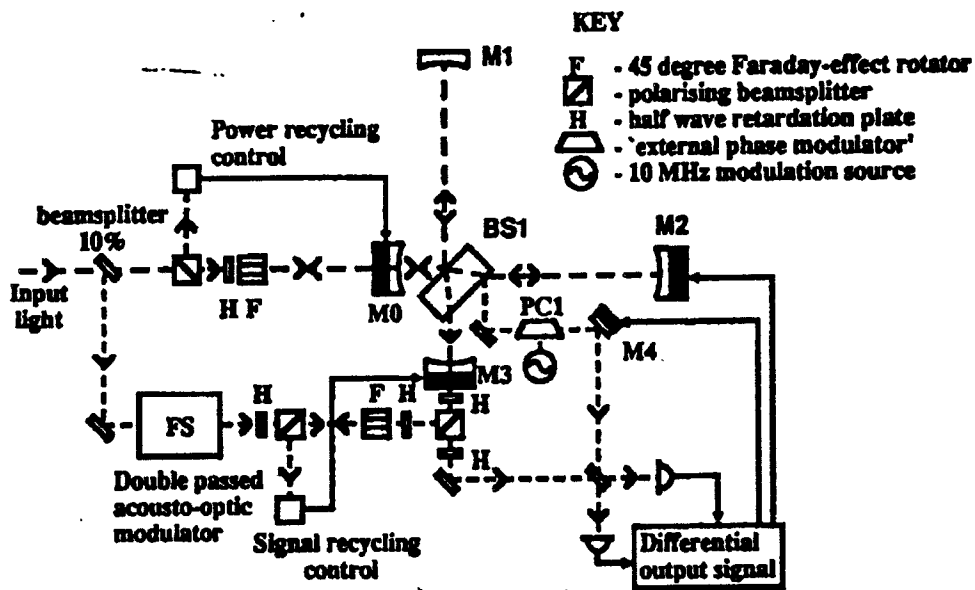 KEY
F - 45 degree Faraday-effect rotator
- polarising beamsplitter
H - half wave retardation plate
- 'external phase modulator'
- 10 MHz modulation source
M1
Power recycling
control
beamsplitter
10%
BS1
M2
Input
light
H F
M0
PC1
M4
M3
F H
H
H
FS
H
Double passed
acousto-optic
modulator
Signal recycling
control
Differential
output signal